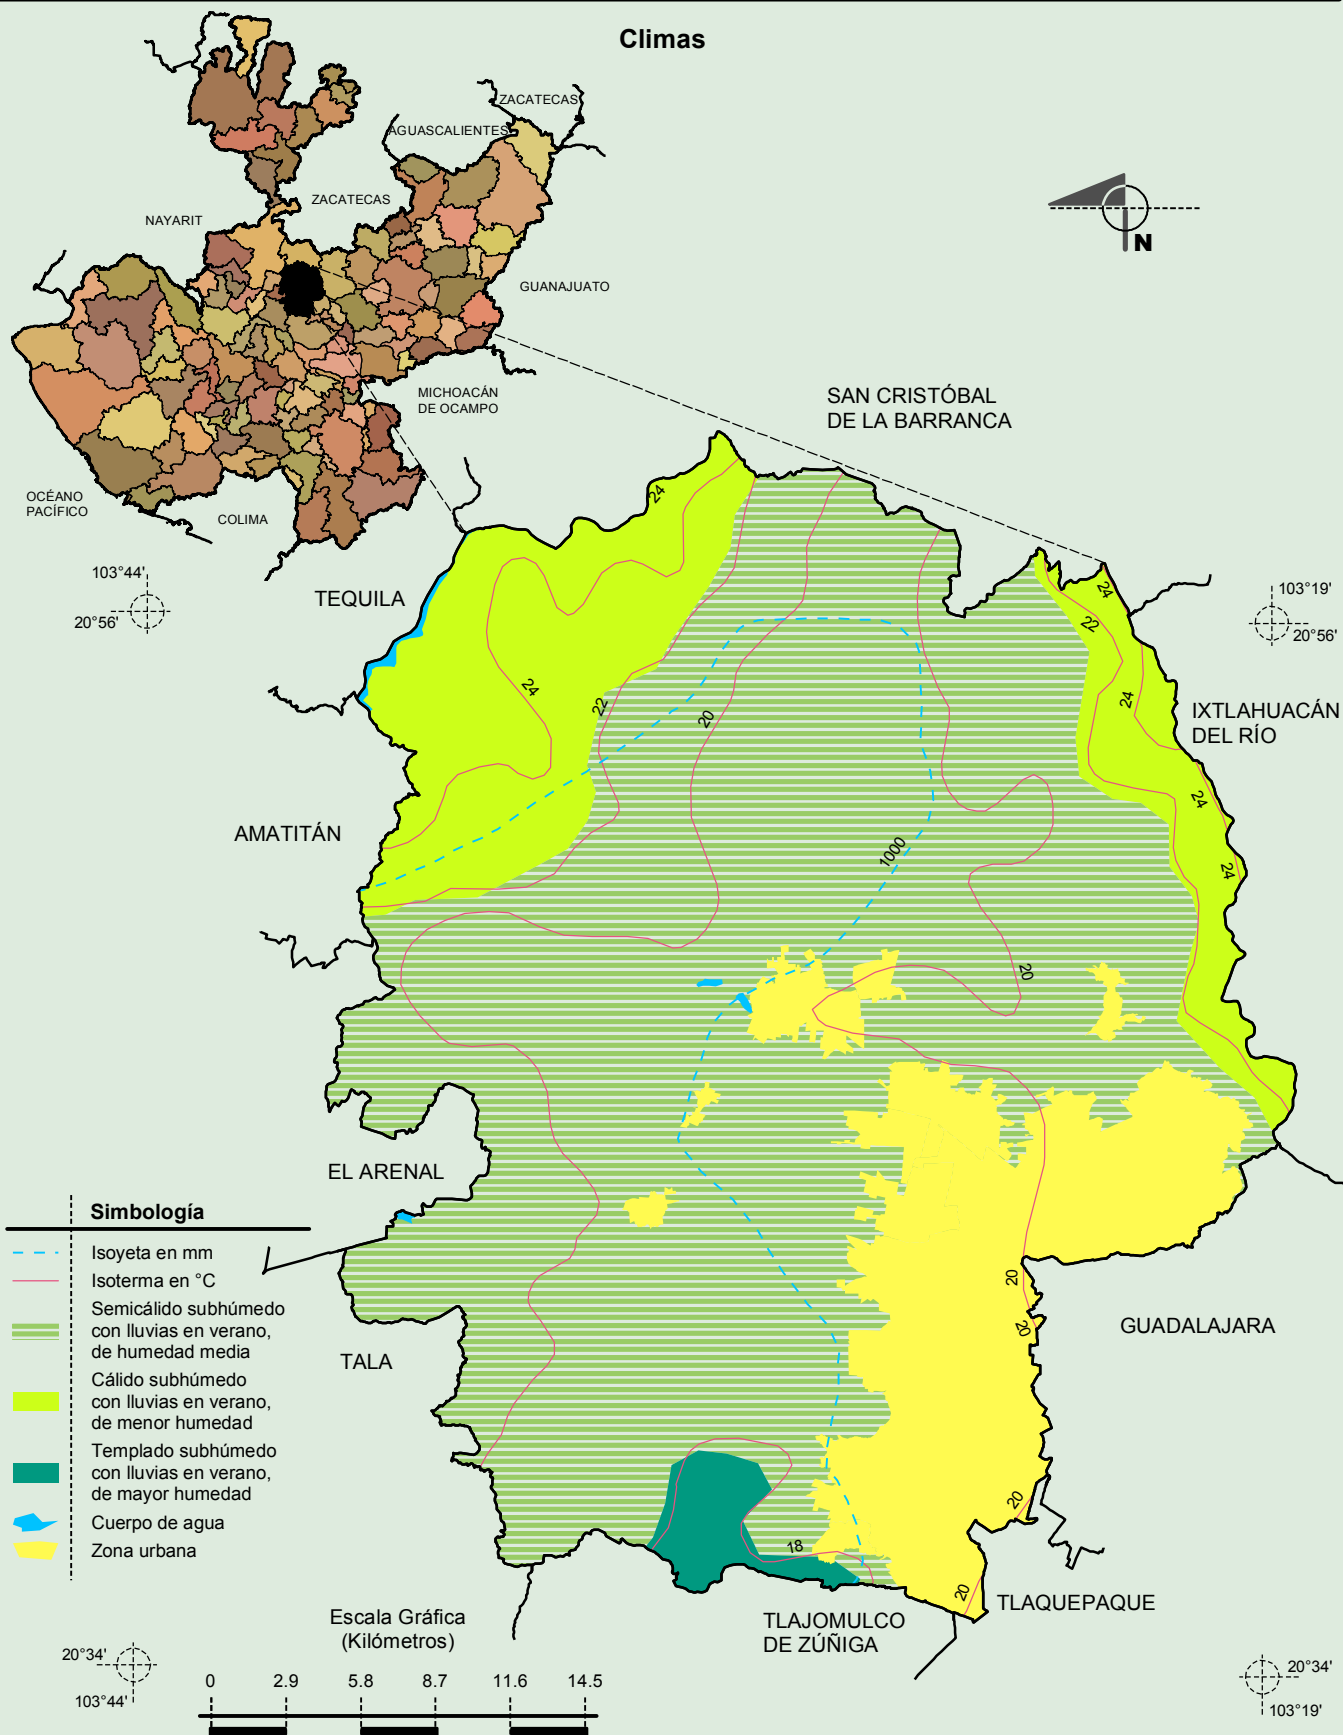 Climas
ZACATECAS
AGUASCALIENTES
ZACATECAS
NAYARIT
N
GUANAJUATO
MICHOACÁN
DE OCAMPO
SAN CRISTÓBAL
DE LA BARRANCA
OCÉANO
PACÍFICO
COLIMA
24
103°44'
20°56'
TEQUILA
24
22
103°19'
20°56'
24
22
20
24
IXTLAHUACÁN
DEL RÍO
24
AMATITÁN
1000
24
20
EL ARENAL
Simbología
Isoyeta en mm
Isoterma en °C
Semicálido subhúmedo
con lluvias en verano,
de humedad media
Cálido subhúmedo
con lluvias en verano,
de menor humedad
Templado subhúmedo
con lluvias en verano,
de mayor humedad
Cuerpo de agua
Zona urbana
20
20
GUADALAJARA
TALA
20
18
20
TLAQUEPAQUE
TLAJOMULCO
DE ZÚÑIGA
Escala Gráfica
(Kilómetros)
0 2.9 5.8 8.7 11.6 14.5
20°34'
103°44'
20°34'
103°19'